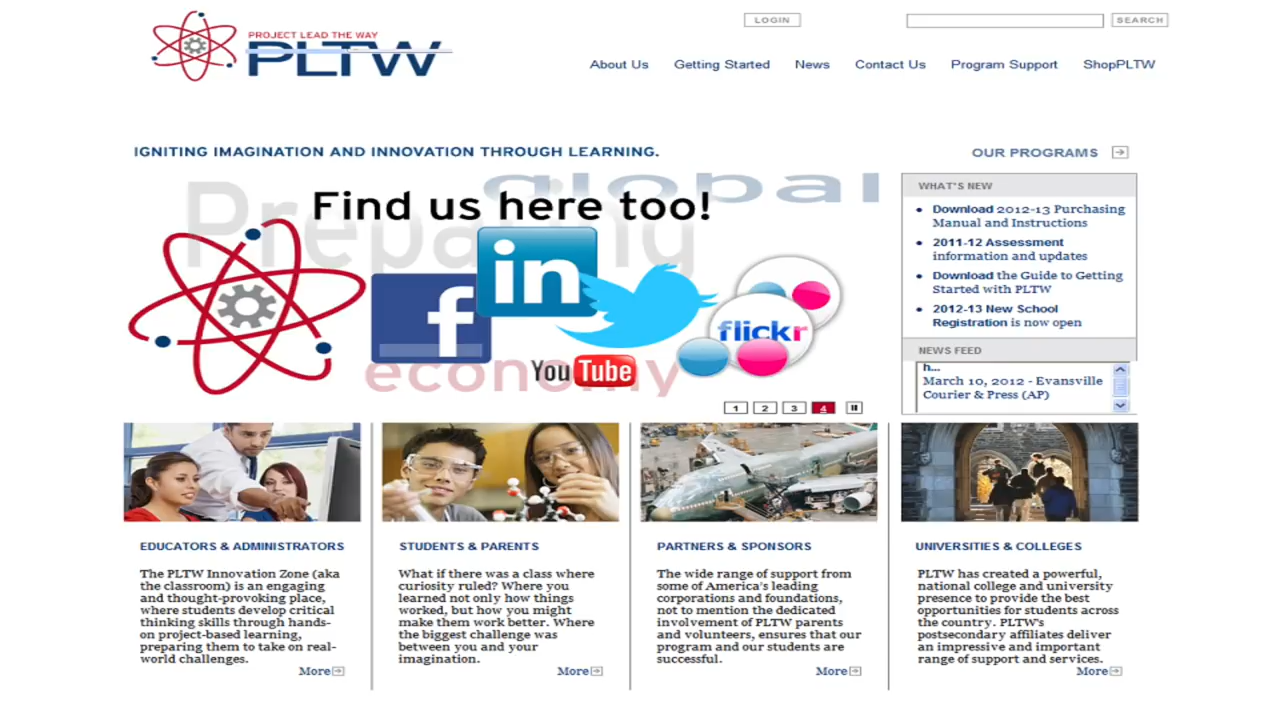 LOGIN
SEARCH
PROJECT LEAD THE WAY
PLTW
About Us
Getting Started
News
Contact Us
Program Support
ShopPLTW
IGNITING IMAGINATION AND INNOVATION THROUGH LEARNING.
OUR PROGRAMS
global
Preparing
Find us here too!
in
f
flickr
YouTube
economy
1
2
3
4
WHAT'S NEW
Download 2012-13 Purchasing
Manual and Instructions
2011-12 Assessment
information and updates
Download the Guide to Getting
Started with PLTW
2012-13 New School
Registration is now open
NEWS FEED
h...
March 10, 2012 - Evansville
Courier & Press (AP)
EDUCATORS & ADMINISTRATORS
The PLTW Innovation Zone (aka
the classroom) is an engaging
and thought-provoking place,
where students develop critical
thinking skills through hands-
on project-based learning,
preparing them to take on real-
world challenges.
More
STUDENTS & PARENTS
What if there was a class where
curiosity ruled? Where you
learned not only how things
worked, but how you might
make them work better. Where
the biggest challenge was
between you and your
imagination.
More
PARTNERS & SPONSORS
The wide range of support from
some of America's leading
corporations and foundations,
not to mention the dedicated
involvement of PLTW parents
and volunteers, ensures that our
program and our students are
successful.
More
UNIVERSITIES & COLLEGES
PLTW has created a powerful,
national college and university
presence to provide the best
opportunities for students across
the country. PLTW's
postsecondary affiliates deliver
an impressive and important
range of support and services.
More